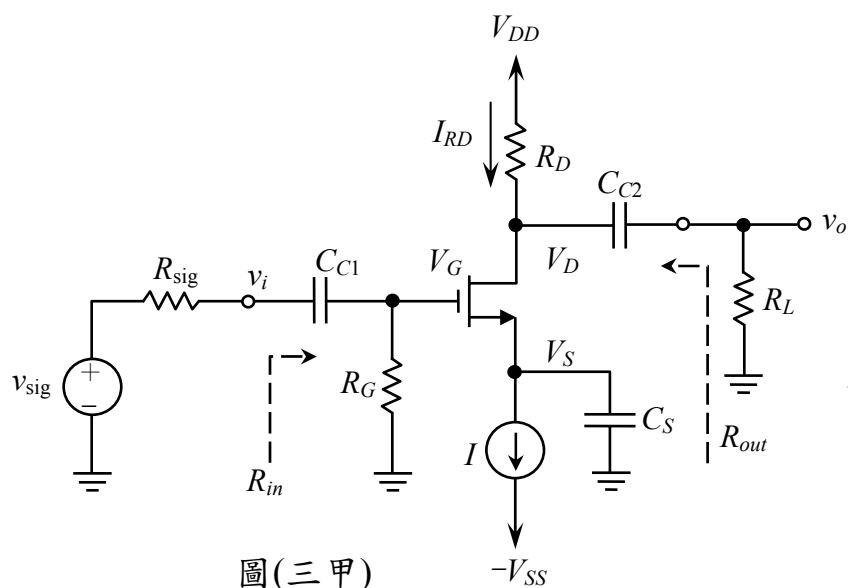 V_DD
I_RD
R_D
C_C2
v_o
R_sig
v_i
C_C1
V_G
V_D
R_L
v_sig
+
−
R_G
V_S
C_S
R_in
I
R_out
−V_SS
圖(三甲)